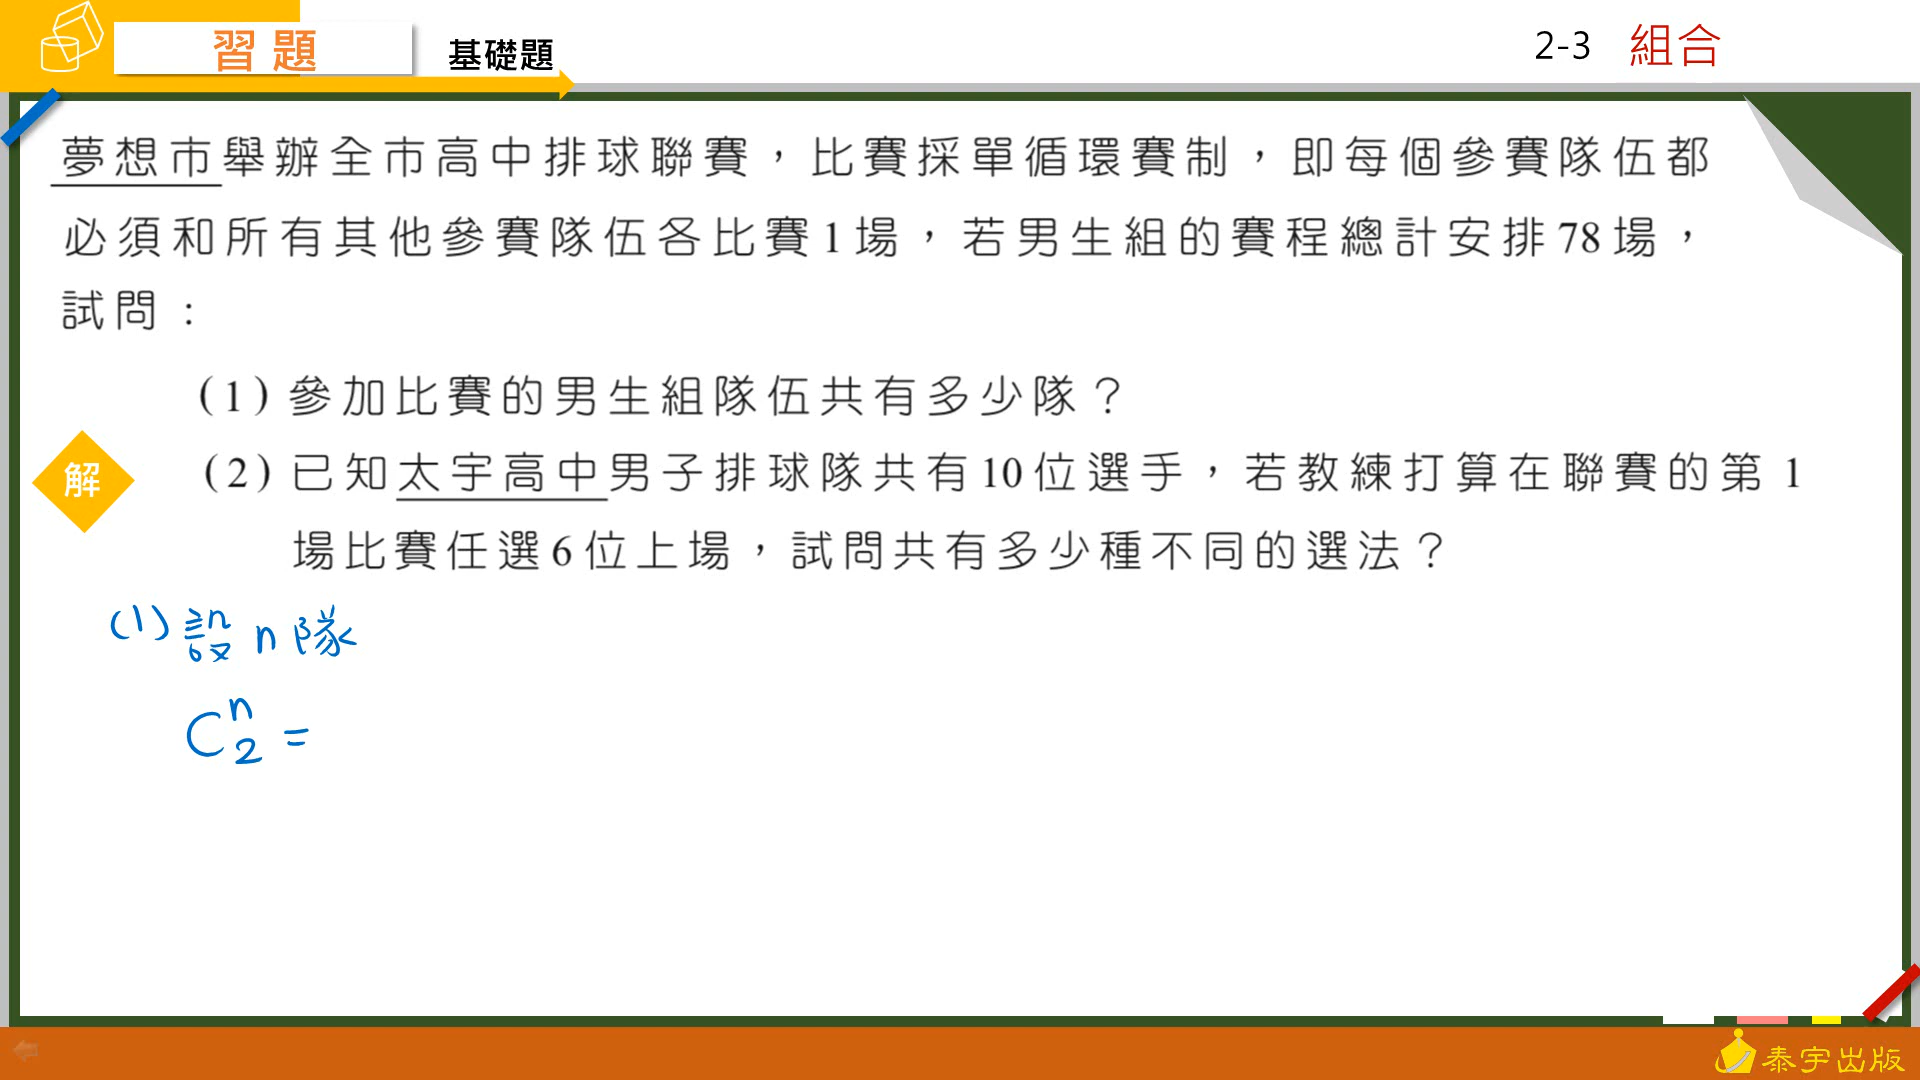 習題
基礎題
2-3 組合
夢想市舉辦全市高中排球聯賽，比賽採單循環賽制，即每個參賽隊伍都
必須和所有其他參賽隊伍各比賽1場，若男生組的賽程總計安排78場，
試問：
(1)參加比賽的男生組隊伍共有多少隊？
解
(2)已知太宇高中男子排球隊共有10位選手，若教練打算在聯賽的第1
場比賽任選6位上場，試問共有多少種不同的選法？
(1)設 n 隊
C^n_2 =
泰宇出版